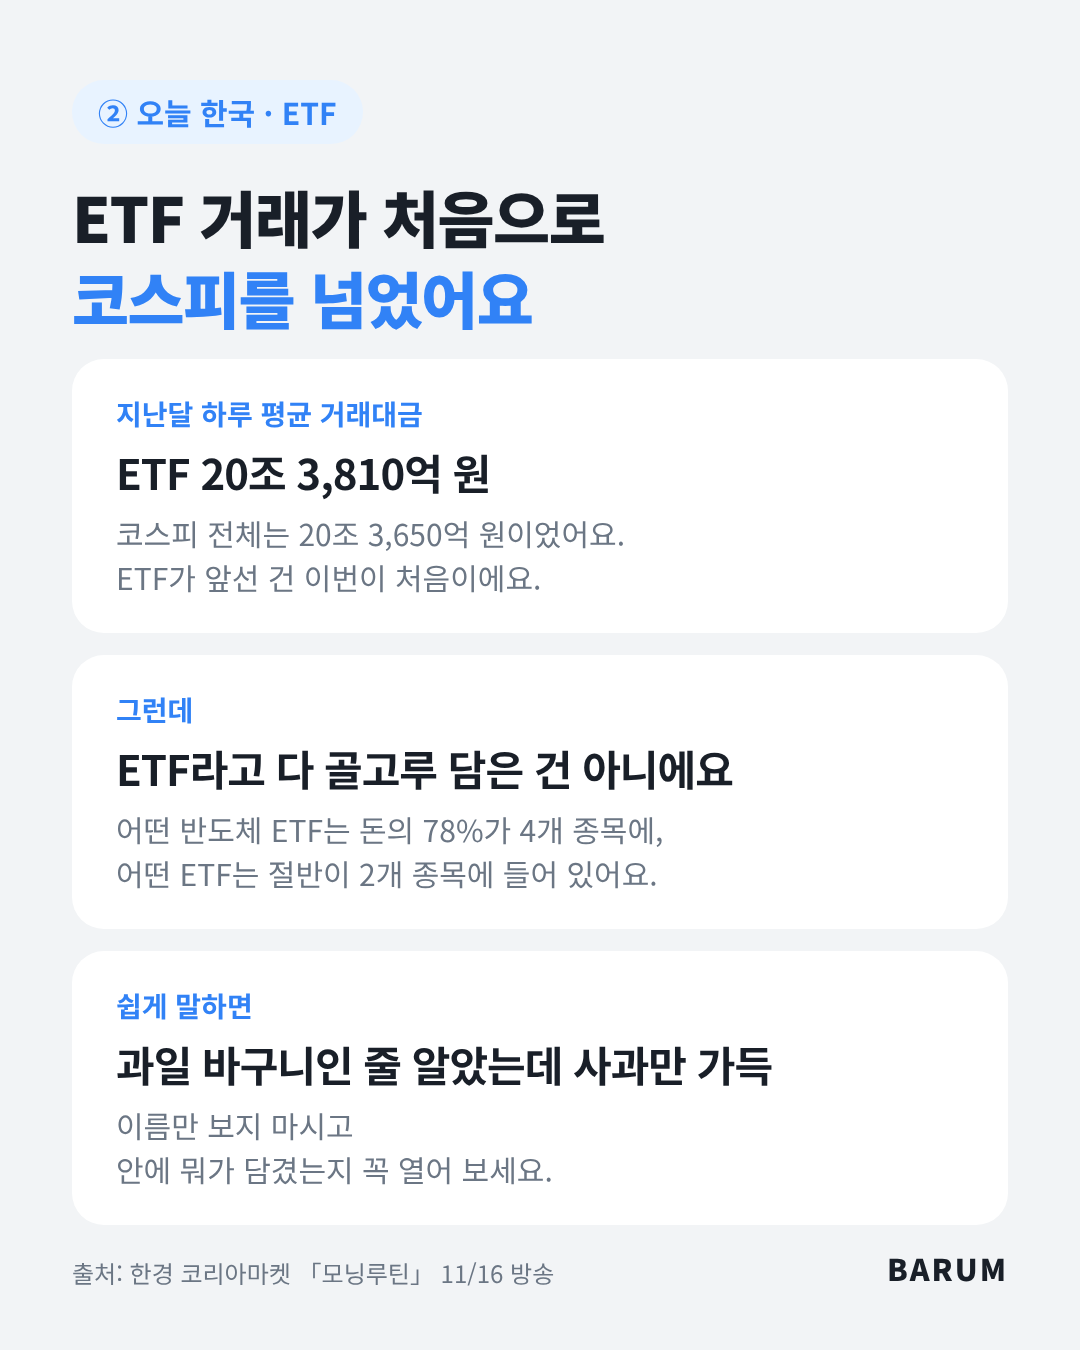 ② 오늘 한국 · ETF
ETF 거래가 처음으로
코스피를 넘었어요
지난달 하루 평균 거래대금
ETF 20조 3,810억 원
코스피 전체는 20조 3,650억 원이었어요.
ETF가 앞선 건 이번이 처음이에요.
그런데
ETF라고 다 골고루 담은 건 아니에요
어떤 반도체 ETF는 돈의 78%가 4개 종목에,
어떤 ETF는 절반이 2개 종목에 들어 있어요.
쉽게 말하면
과일 바구니인 줄 알았는데 사과만 가득
이름만 보지 마시고
안에 뭐가 담겼는지 꼭 열어 보세요.
출처: 한경 코리아마켓 「모닝루틴」 11/16 방송
BARUM